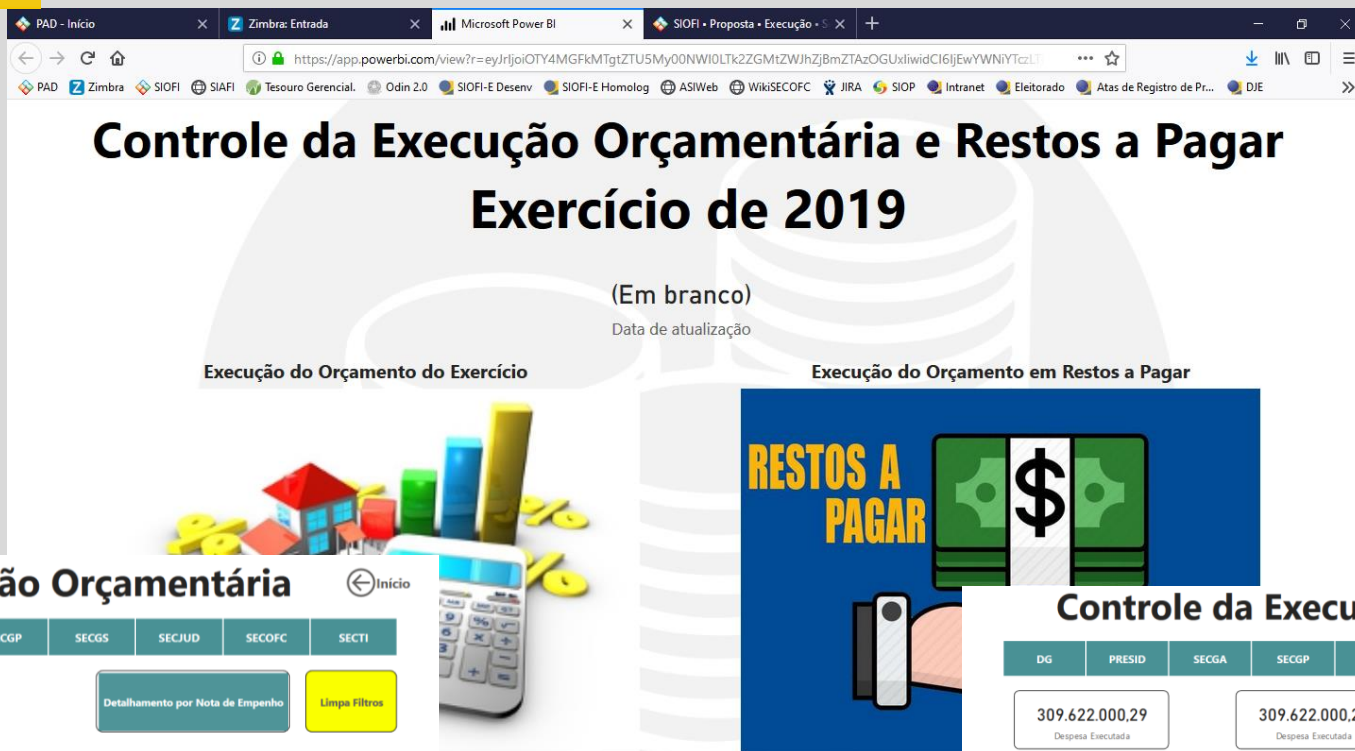 PAD - Início
Zimbra: Entrada
Microsoft Power BI
SIOFI • Proposta • Execução • S
https://app.powerbi.com/view?r=
PAD Zimbra SIOFI SIAFI Tesouro Gerencial. Odin 2.0 SIOFI-E Desenv SIOFI-E Homolog ASIWeb WikiSECOFC JIRA SIOP Intranet Eleitorado Atas de Registro de Pr... DJE
Controle da Execução Orçamentária e Restos a Pagar
Exercício de 2019
(Em branco)
Data de atualização
Execução do Orçamento do Exercício
Execução do Orçamento em Restos a Pagar
RESTOS A
PAGAR
$
ão Orçamentária
Início
CGP SECGS SECJUD SECOFC SECTI
Detalhamento por Nota de Empenho
Limpa Filtros
Controle da Execu
DG PRESID SECGA SECGP
309.622.000,29
Despesa Executada
309.622.000,2
Despesa Executada